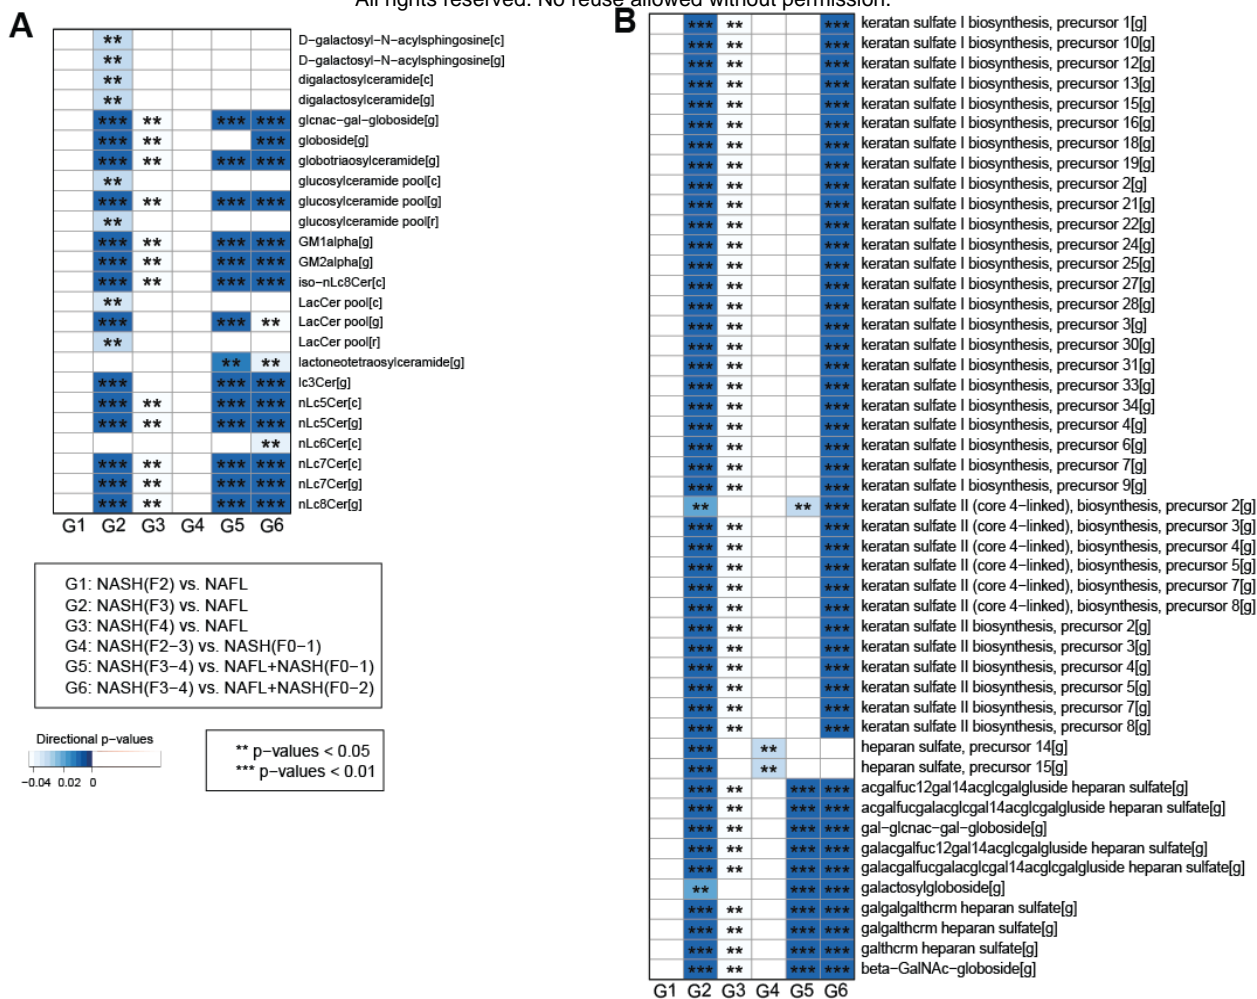 All rights reserved. No reuse allowed without permission.
A
** D-galactosyl-N-acylsphingosine[c]
** D-galactosyl-N-acylsphingosine[g]
** digalactosylceramide[c]
** digalactosylceramide[g]
*** ** *** *** glcnac-gal-globoside[g]
*** ** *** globoside[g]
*** ** *** *** globotriaosylceramide[g]
** glucosylceramide pool[c]
*** ** *** *** glucosylceramide pool[g]
** glucosylceramide pool[r]
*** ** *** *** GM1alpha[g]
*** ** *** *** GM2alpha[g]
*** ** *** *** iso-nLc8Cer[c]
** LacCer pool[c]
*** *** ** LacCer pool[g]
** LacCer pool[r]
** ** lactoneotetraosylceramide[g]
*** *** *** lc3Cer[g]
*** ** *** *** nLc5Cer[c]
*** ** *** *** nLc5Cer[g]
** nLc6Cer[c]
*** ** *** *** nLc7Cer[c]
*** ** *** *** nLc7Cer[g]
*** ** *** *** nLc8Cer[g]
G1 G2 G3 G4 G5 G6
G1: NASH(F2) vs. NAFL
G2: NASH(F3) vs. NAFL
G3: NASH(F4) vs. NAFL
G4: NASH(F2-3) vs. NASH(F0-1)
G5: NASH(F3-4) vs. NAFL+NASH(F0-1)
G6: NASH(F3-4) vs. NAFL+NASH(F0-2)
Directional p-values
-0.04 0.02 0
** p-values < 0.05
*** p-values < 0.01
B
*** ** *** keratan sulfate I biosynthesis, precursor 1[g]
*** ** *** keratan sulfate I biosynthesis, precursor 10[g]
*** ** *** keratan sulfate I biosynthesis, precursor 12[g]
*** ** *** keratan sulfate I biosynthesis, precursor 13[g]
*** ** *** keratan sulfate I biosynthesis, precursor 15[g]
*** ** *** keratan sulfate I biosynthesis, precursor 16[g]
*** ** *** keratan sulfate I biosynthesis, precursor 18[g]
*** ** *** keratan sulfate I biosynthesis, precursor 19[g]
*** ** *** keratan sulfate I biosynthesis, precursor 2[g]
*** ** *** keratan sulfate I biosynthesis, precursor 21[g]
*** ** *** keratan sulfate I biosynthesis, precursor 22[g]
*** ** *** keratan sulfate I biosynthesis, precursor 24[g]
*** ** *** keratan sulfate I biosynthesis, precursor 25[g]
*** ** *** keratan sulfate I biosynthesis, precursor 27[g]
*** ** *** keratan sulfate I biosynthesis, precursor 28[g]
*** ** *** keratan sulfate I biosynthesis, precursor 3[g]
*** ** *** keratan sulfate I biosynthesis, precursor 30[g]
*** ** *** keratan sulfate I biosynthesis, precursor 31[g]
*** ** *** keratan sulfate I biosynthesis, precursor 33[g]
*** ** *** keratan sulfate I biosynthesis, precursor 34[g]
*** ** *** keratan sulfate I biosynthesis, precursor 4[g]
*** ** *** keratan sulfate I biosynthesis, precursor 6[g]
*** ** *** keratan sulfate I biosynthesis, precursor 7[g]
*** ** *** keratan sulfate I biosynthesis, precursor 9[g]
** ** *** keratan sulfate II (core 4-linked), biosynthesis, precursor 2[g]
*** ** *** keratan sulfate II (core 4-linked), biosynthesis, precursor 3[g]
*** ** *** keratan sulfate II (core 4-linked), biosynthesis, precursor 4[g]
*** ** *** keratan sulfate II (core 4-linked), biosynthesis, precursor 5[g]
*** ** *** keratan sulfate II (core 4-linked), biosynthesis, precursor 7[g]
*** ** *** keratan sulfate II (core 4-linked), biosynthesis, precursor 8[g]
*** ** *** keratan sulfate II biosynthesis, precursor 2[g]
*** ** *** keratan sulfate II biosynthesis, precursor 3[g]
*** ** *** keratan sulfate II biosynthesis, precursor 4[g]
*** ** *** keratan sulfate II biosynthesis, precursor 5[g]
*** ** *** keratan sulfate II biosynthesis, precursor 7[g]
*** ** *** keratan sulfate II biosynthesis, precursor 8[g]
*** ** heparan sulfate, precursor 14[g]
*** ** heparan sulfate, precursor 15[g]
*** ** *** *** acgalfuc12gal14acglcgalgluside heparan sulfate[g]
*** ** *** *** acgalfucgalacglcgal14acglcgalgluside heparan sulfate[g]
*** ** *** *** gal-glcnac-gal-globoside[g]
*** ** *** *** galacgalfuc12gal14acglcgalgluside heparan sulfate[g]
*** ** *** *** galacgalfucgalacglcgal14acglcgalgluside heparan sulfate[g]
** *** *** galactosylgloboside[g]
*** ** *** *** galgalgalthcrm heparan sulfate[g]
*** ** *** *** galgalthcrm heparan sulfate[g]
*** ** *** *** galthcrm heparan sulfate[g]
*** ** *** *** beta-GalNAc-globoside[g]
G1 G2 G3 G4 G5 G6